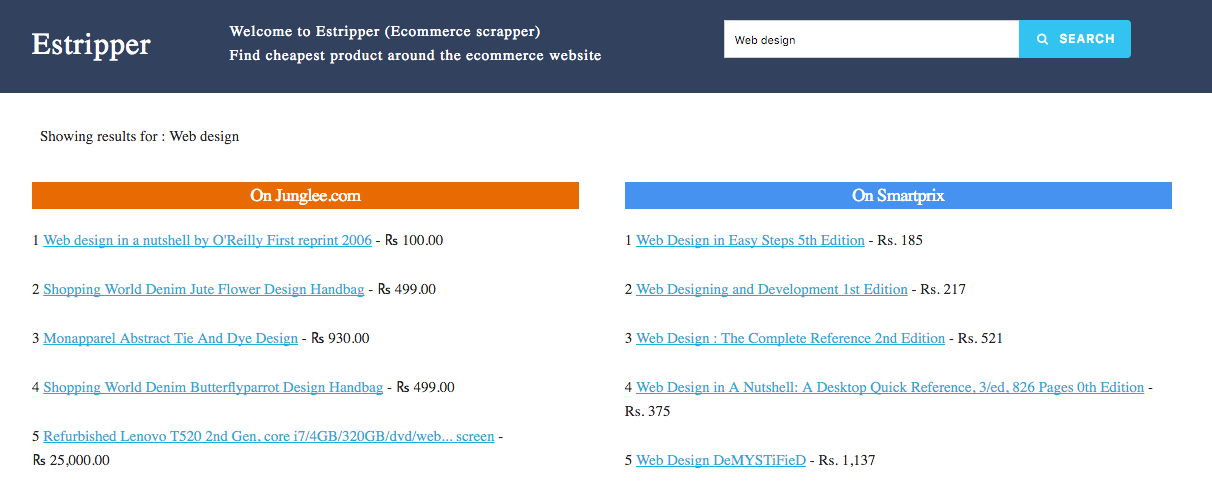 Estripper
Welcome to Estripper (Ecommerce scrapper)
Find cheapest product around the ecommerce website
Web design
SEARCH
Showing results for : Web design
On Junglee.com
1 Web design in a nutshell by O'Reilly First reprint 2006 - Rs 100.00
2 Shopping World Denim Jute Flower Design Handbag - Rs 499.00
3 Monapparel Abstract Tie And Dye Design - Rs 930.00
4 Shopping World Denim Butterflyparrot Design Handbag - Rs 499.00
5 Refurbished Lenovo T520 2nd Gen, core i7/4GB/320GB/dvd/web... screen -
Rs 25,000.00
On Smartprix
1 Web Design in Easy Steps 5th Edition - Rs. 185
2 Web Designing and Development 1st Edition - Rs. 217
3 Web Design : The Complete Reference 2nd Edition - Rs. 521
4 Web Design in A Nutshell: A Desktop Quick Reference, 3/ed, 826 Pages 0th Edition -
Rs. 375
5 Web Design DeMYSTiFieD - Rs. 1,137